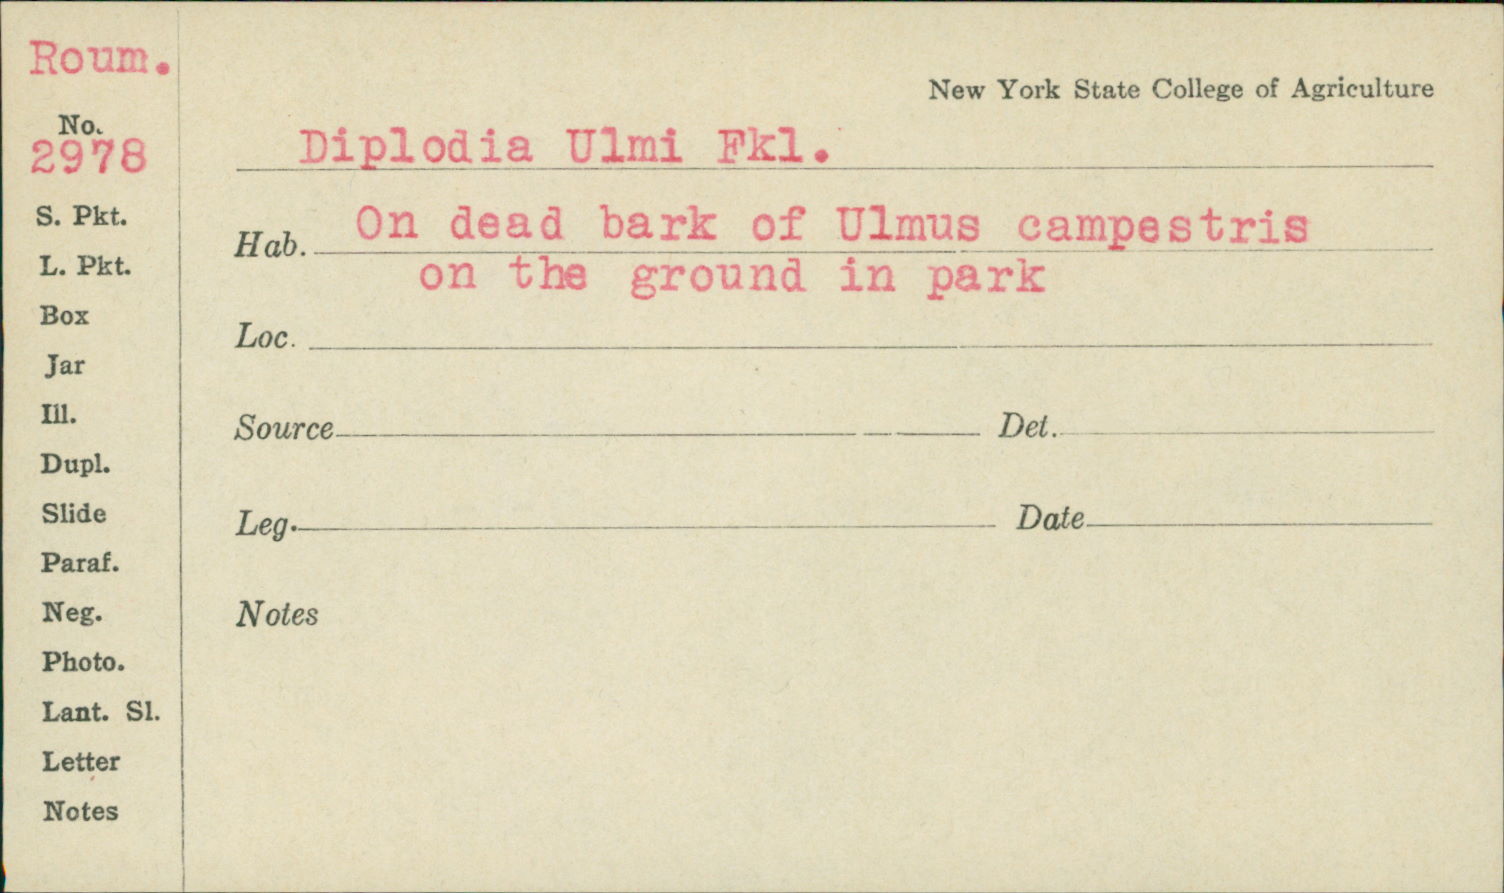 Roum.
No.
2978
S. Pkt.
L. Pkt.
Box
Jar
Ill.
Dupl.
Slide
Paraf.
Neg.
Photo.
Lant. Sl.
Letter
Notes
New York State College of Agriculture
Diplodia Ulmi Fkl.
Hab. On dead bark of Ulmus campestris
on the ground in park
Loc.
Source Det.
Leg. Date
Notes